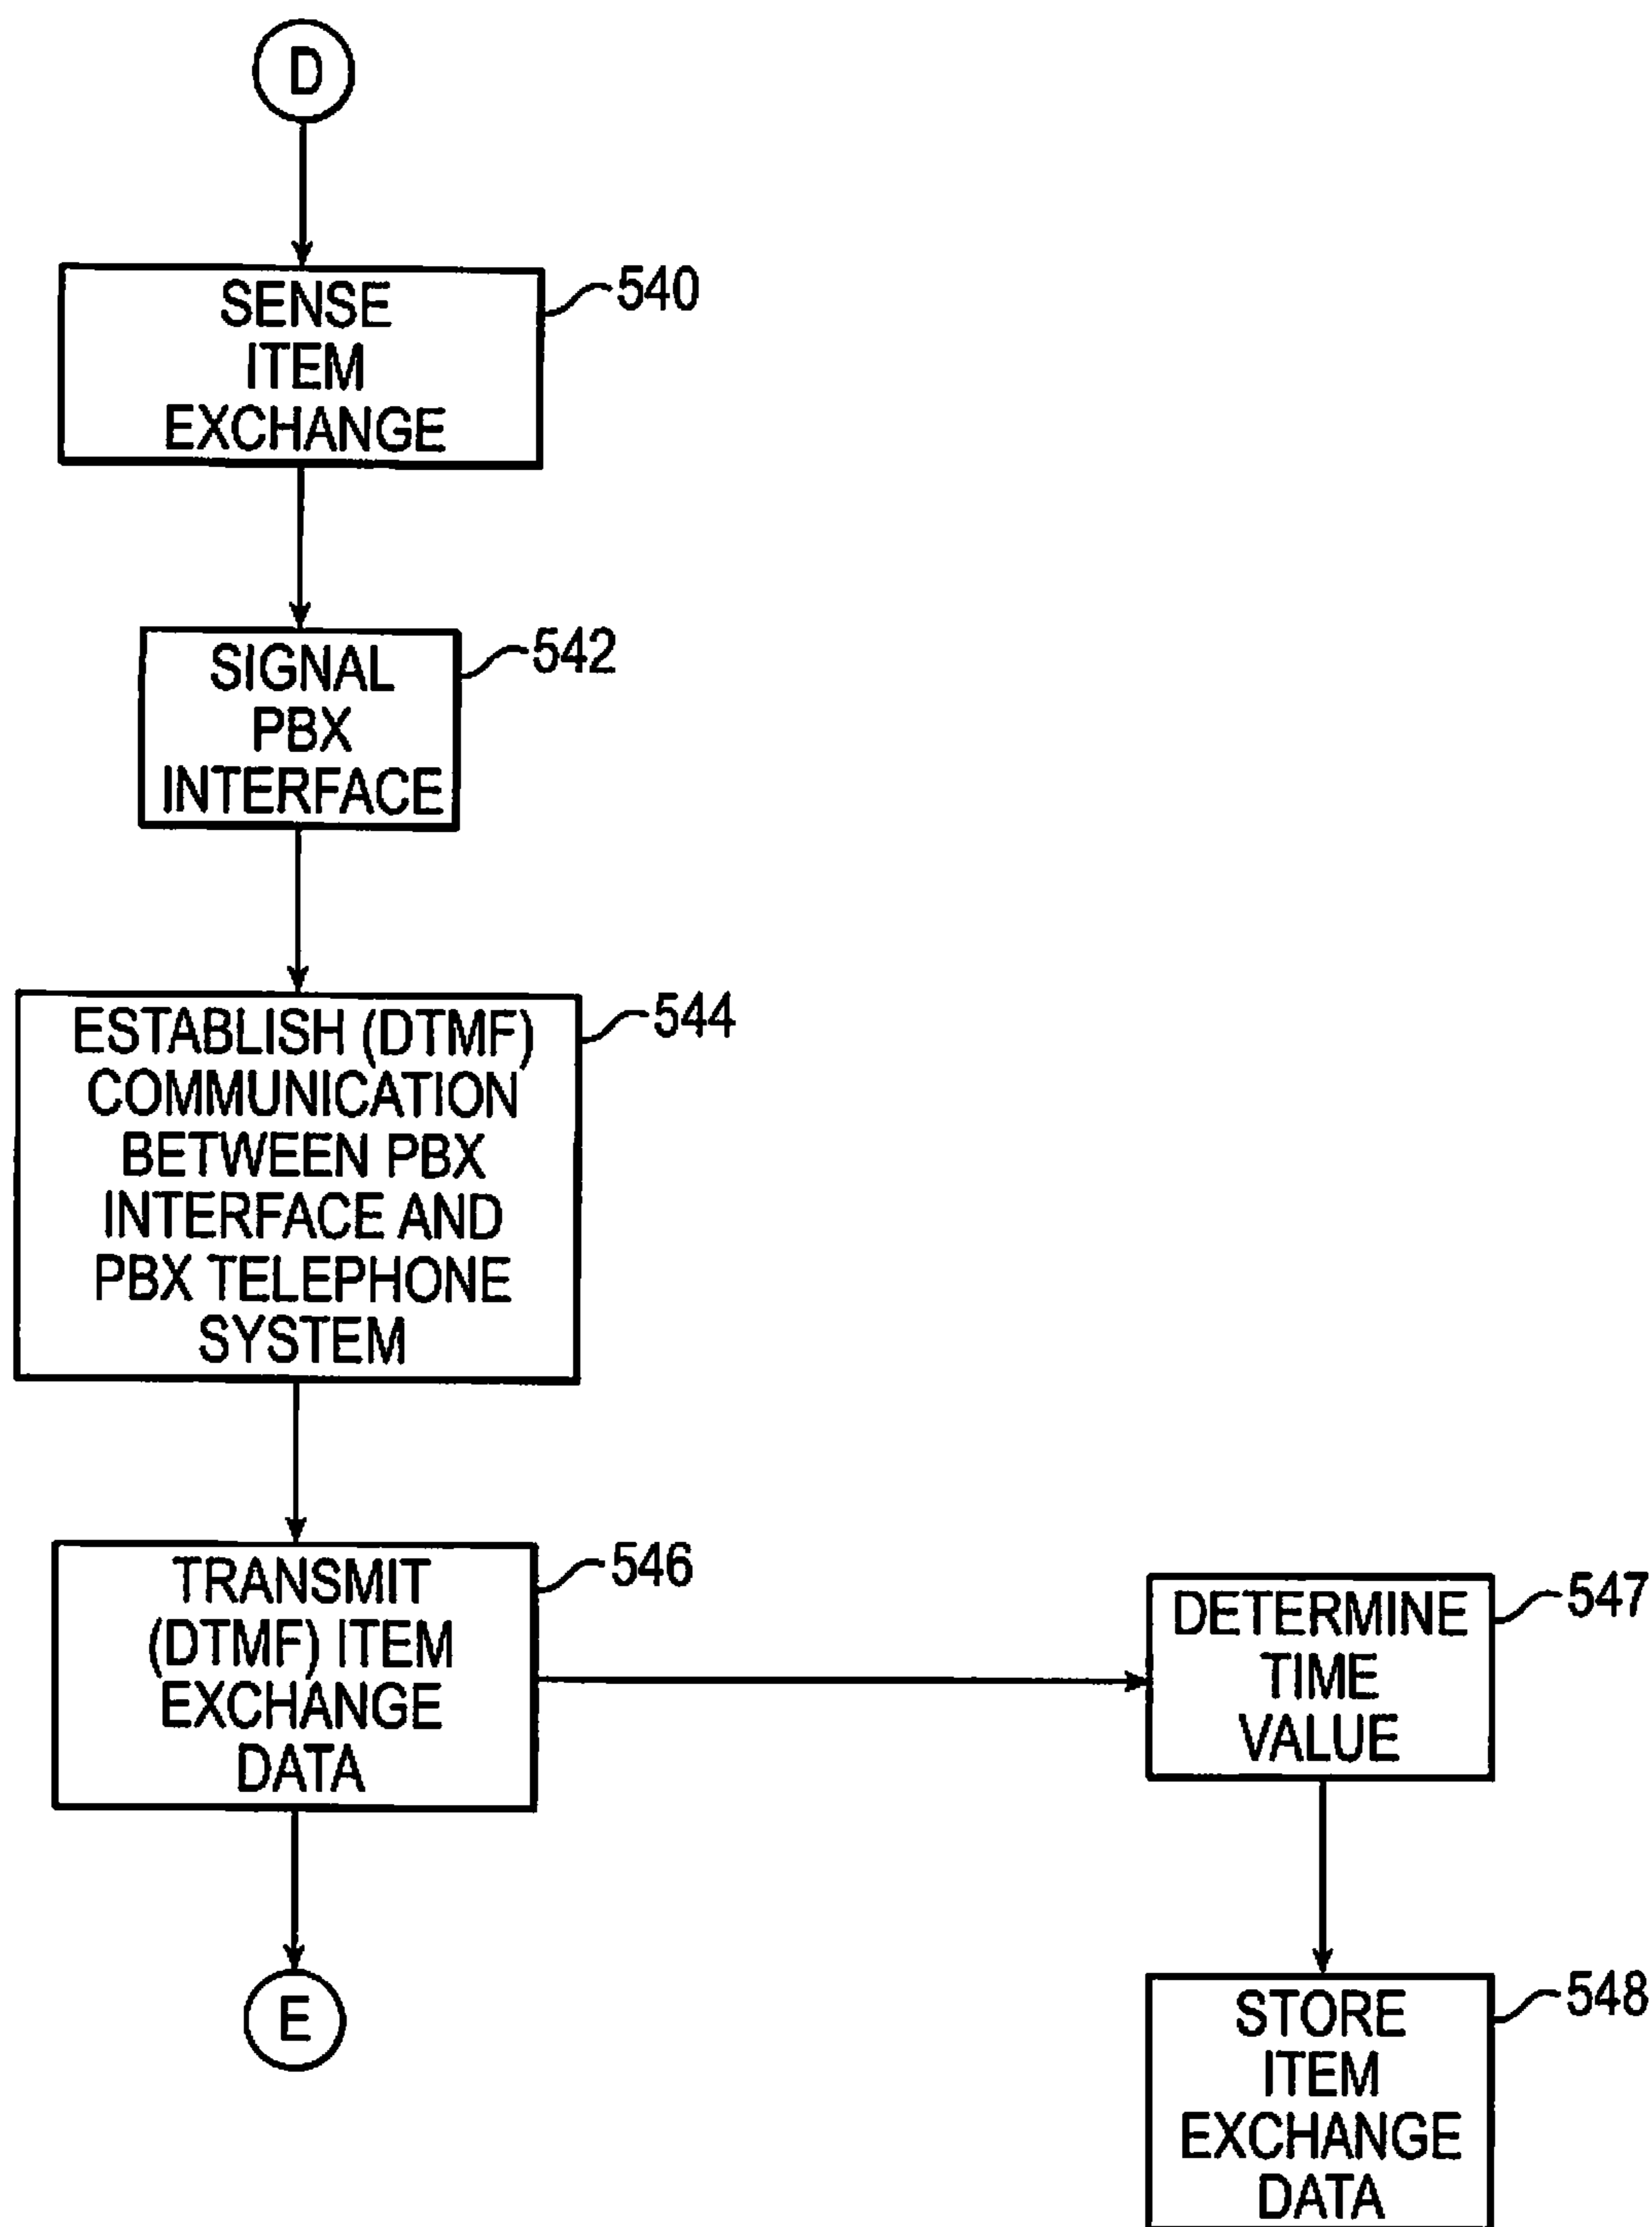 D
SENSE
ITEM
EXCHANGE
540
SIGNAL
PBX
INTERFACE
542
ESTABLISH (DTMF)
COMMUNICATION
BETWEEN PBX
INTERFACE AND
PBX TELEPHONE
SYSTEM
544
TRANSMIT
(DTMF) ITEM
EXCHANGE
DATA
546
DETERMINE
TIME
VALUE
547
E
STORE
ITEM
EXCHANGE
DATA
548